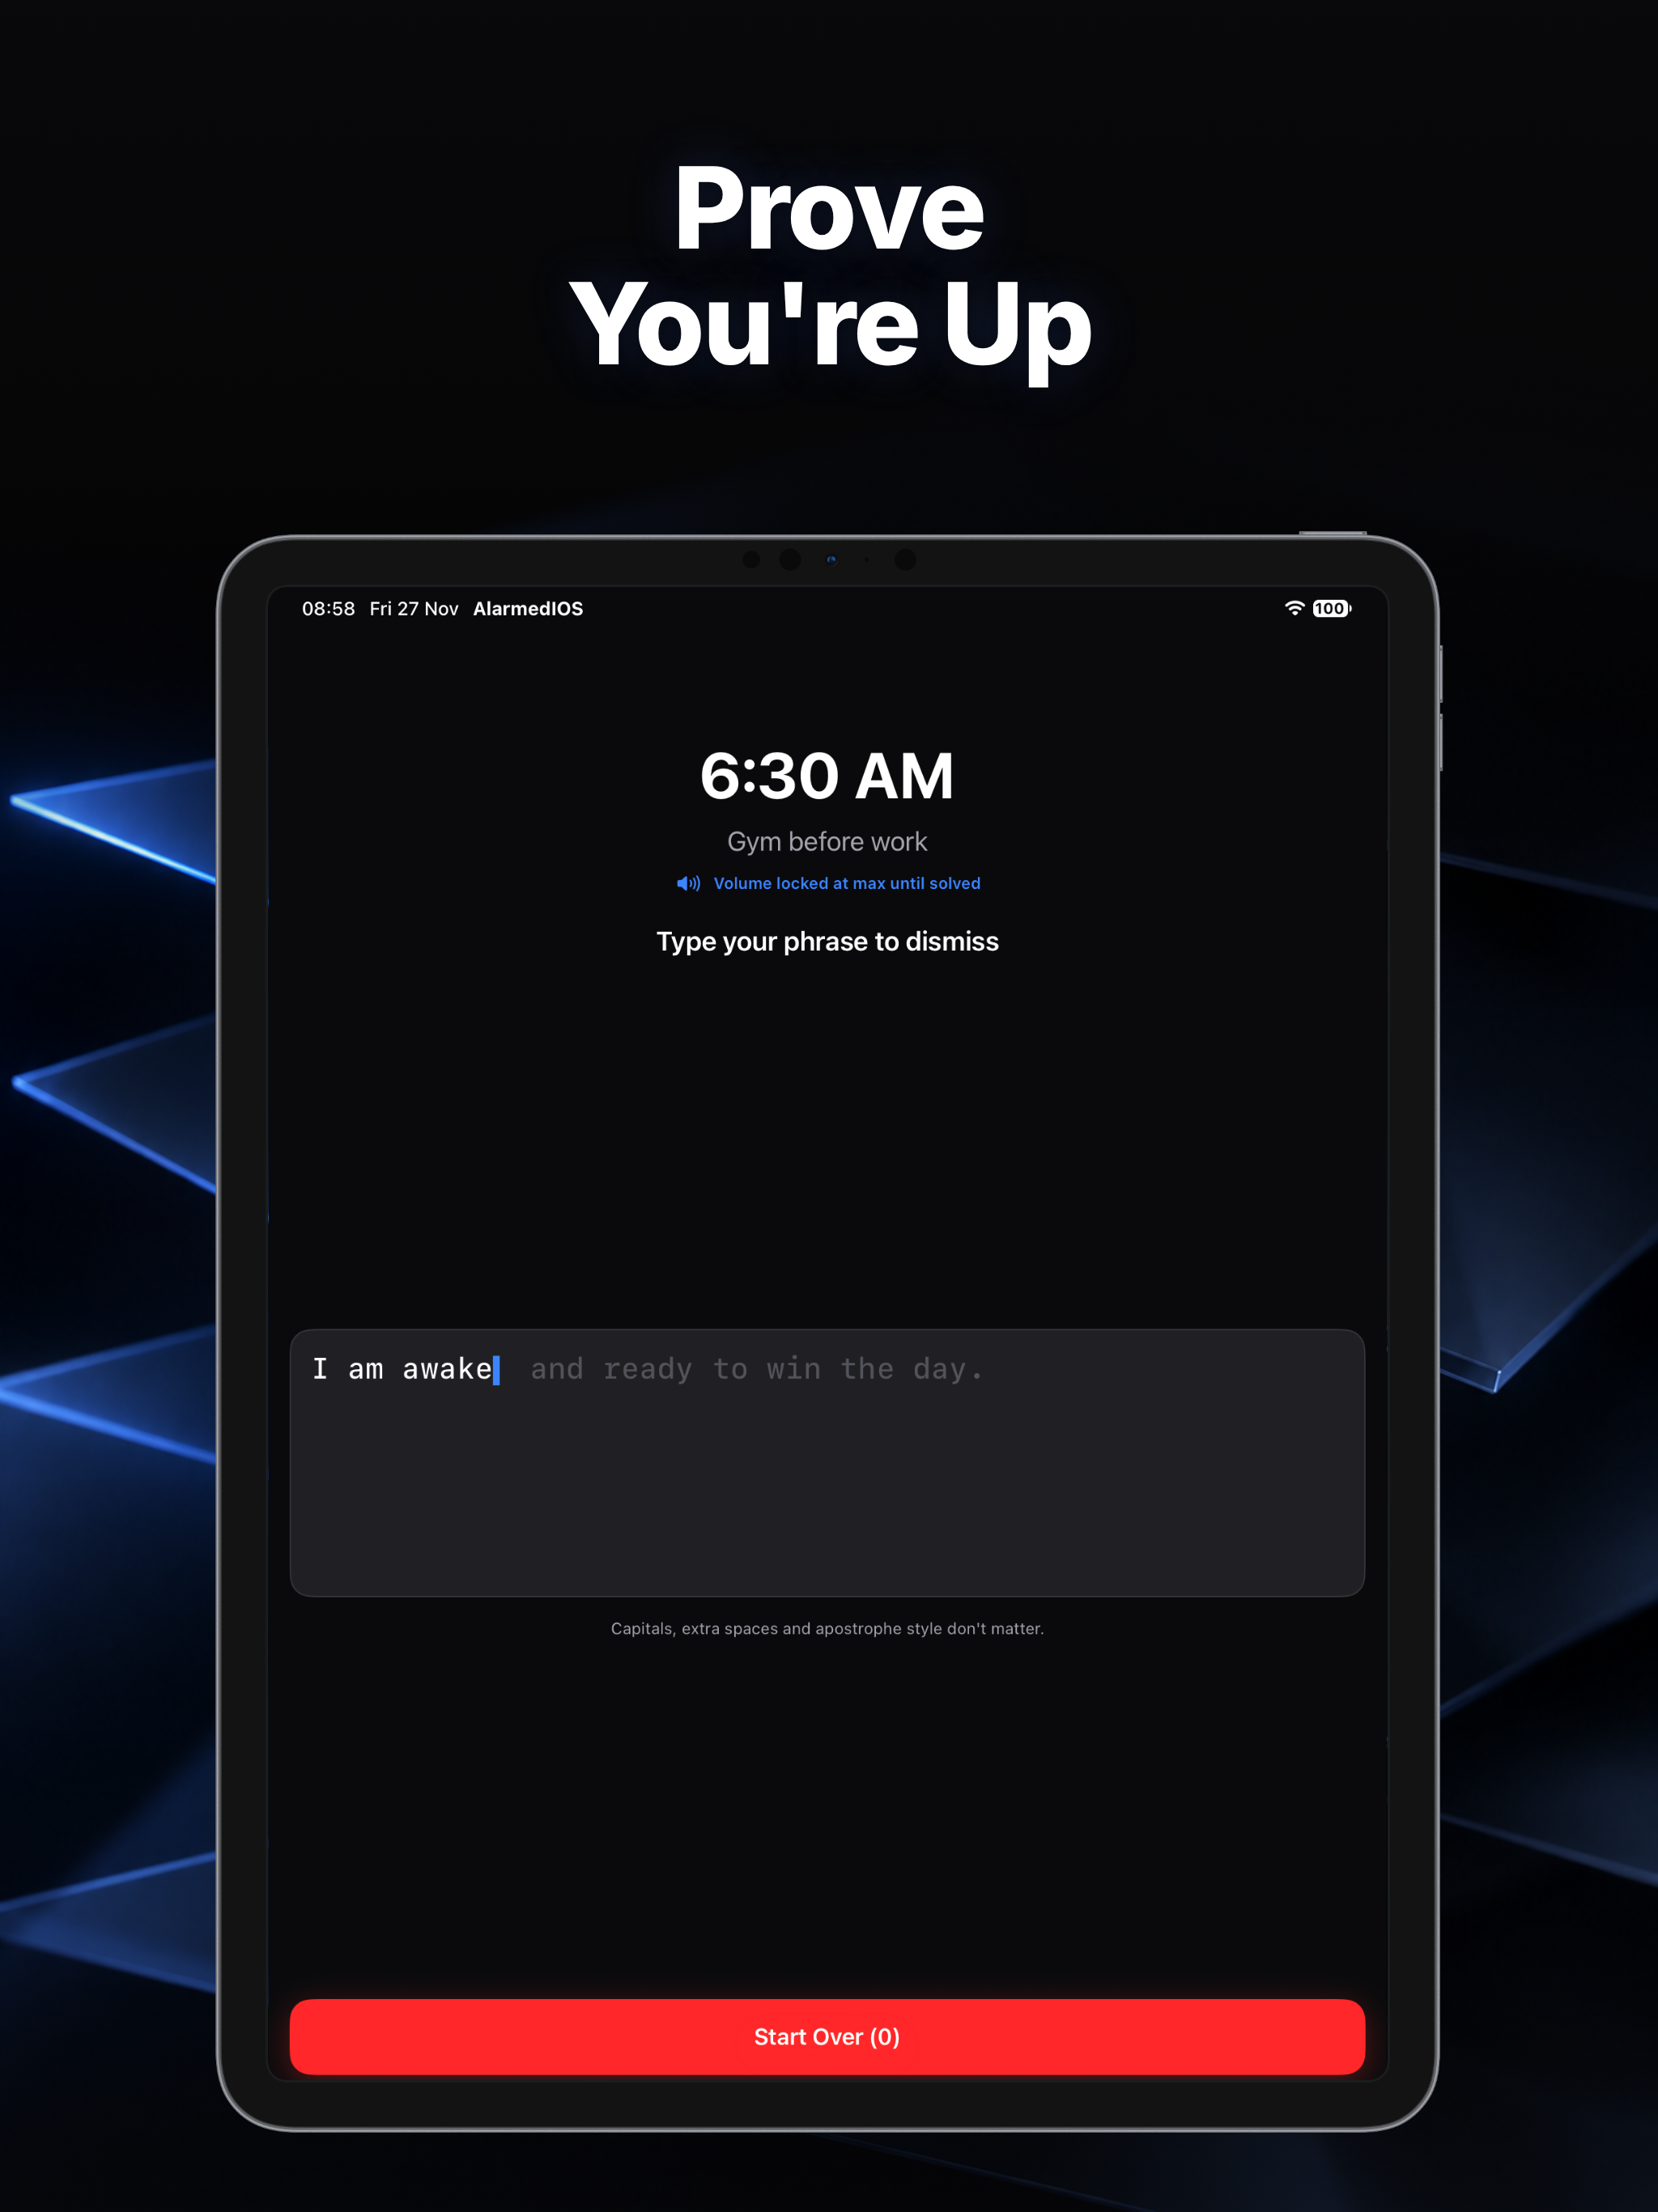 Prove
You're Up
08:58 Fri 27 Nov AlarmedIOS
100
6:30 AM
Gym before work
Volume locked at max until solved
Type your phrase to dismiss
I am awake and ready to win the day.
Capitals, extra spaces and apostrophe style don't matter.
Start Over (0)